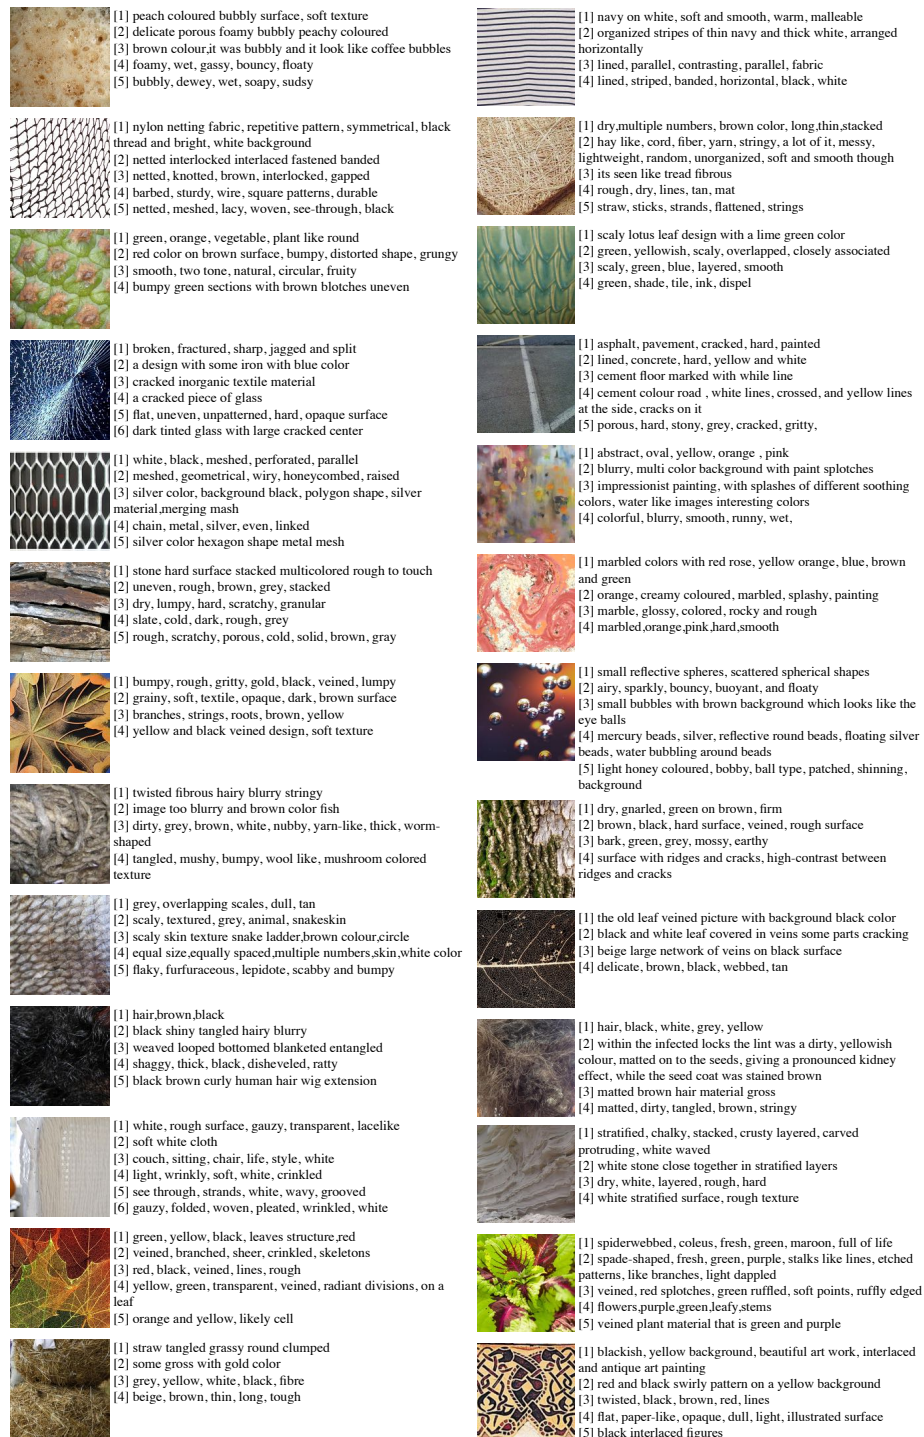 [1] peach coloured bubbly surface, soft texture
[2] delicate porous foamy bubbly peachy coloured
[3] brown colour,it was bubbly and it look like coffee bubbles
[4] foamy, wet, gassy, bouncy, floaty
[5] bubbly, dewey, wet, soapy, sudsy
[1] nylon netting fabric, repetitive pattern, symmetrical, black
thread and bright, white background
[2] netted interlocked interlaced fastened banded
[3] netted, knotted, brown, interlocked, gapped
[4] barbed, sturdy, wire, square patterns, durable
[5] netted, meshed, lacy, woven, see-through, black
[1] green, orange, vegetable, plant like round
[2] red color on brown surface, bumpy, distorted shape, grungy
[3] smooth, two tone, natural, circular, fruity
[4] bumpy green sections with brown blotches uneven
[1] broken, fractured, sharp, jagged and split
[2] a design with some iron with blue color
[3] cracked inorganic textile material
[4] a cracked piece of glass
[5] flat, uneven, unpatterned, hard, opaque surface
[6] dark tinted glass with large cracked center
[1] white, black, meshed, perforated, parallel
[2] meshed, geometrical, wiry, honeycombed, raised
[3] silver color, background black, polygon shape, silver
material,merging mash
[4] chain, metal, silver, even, linked
[5] silver color hexagon shape metal mesh
[1] stone hard surface stacked multicolored rough to touch
[2] uneven, rough, brown, grey, stacked
[3] dry, lumpy, hard, scratchy, granular
[4] slate, cold, dark, rough, grey
[5] rough, scratchy, porous, cold, solid, brown, gray
[1] bumpy, rough, gritty, gold, black, veined, lumpy
[2] grainy, soft, textile, opaque, dark, brown surface
[3] branches, strings, roots, brown, yellow
[4] yellow and black veined design, soft texture
[1] twisted fibrous hairy blurry stringy
[2] image too blurry and brown color fish
[3] dirty, grey, brown, white, nubby, yarn-like, thick, worm-
shaped
[4] tangled, mushy, bumpy, wool like, mushroom colored
texture
[1] grey, overlapping scales, dull, tan
[2] scaly, textured, grey, animal, snakeskin
[3] scaly skin texture snake ladder,brown colour,circle
[4] equal size,equally spaced,multiple numbers,skin,white color
[5] flaky, furfuraceous, lepidote, scabby and bumpy
[1] hair,brown,black
[2] black shiny tangled hairy blurry
[3] weaved looped bottomed blanketed entangled
[4] shaggy, thick, black, disheveled, ratty
[5] black brown curly human hair wig extension
[1] white, rough surface, gauzy, transparent, lacelike
[2] soft white cloth
[3] couch, sitting, chair, life, style, white
[4] light, wrinkly, soft, white, crinkled
[5] see through, strands, white, wavy, grooved
[6] gauzy, folded, woven, pleated, wrinkled, white
[1] green, yellow, black, leaves structure,red
[2] veined, branched, sheer, crinkled, skeletons
[3] red, black, veined, lines, rough
[4] yellow, green, transparent, veined, radiant divisions, on a
leaf
[5] orange and yellow, likely cell
[1] straw tangled grassy round clumped
[2] some gross with gold color
[3] grey, yellow, white, black, fibre
[4] beige, brown, thin, long, tough
[1] navy on white, soft and smooth, warm, malleable
[2] organized stripes of thin navy and thick white, arranged
horizontally
[3] lined, parallel, contrasting, parallel, fabric
[4] lined, striped, banded, horizontal, black, white
[1] dry,multiple numbers, brown color, long,thin,stacked
[2] hay like, cord, fiber, yarn, stringy, a lot of it, messy,
lightweight, random, unorganized, soft and smooth though
[3] its seen like tread fibrous
[4] rough, dry, lines, tan, mat
[5] straw, sticks, strands, flattened, strings
[1] scaly lotus leaf design with a lime green color
[2] green, yellowish, scaly, overlapped, closely associated
[3] scaly, green, blue, layered, smooth
[4] green, shade, tile, ink, dispel
[1] asphalt, pavement, cracked, hard, painted
[2] lined, concrete, hard, yellow and white
[3] cement floor marked with while line
[4] cement colour road , white lines, crossed, and yellow lines
at the side, cracks on it
[5] porous, hard, stony, grey, cracked, gritty,
[1] abstract, oval, yellow, orange , pink
[2] blurry, multi color background with paint splotches
[3] impressionist painting, with splashes of different soothing
colors, water like images interesting colors
[4] colorful, blurry, smooth, runny, wet,
[1] marbled colors with red rose, yellow orange, blue, brown
and green
[2] orange, creamy coloured, marbled, splashy, painting
[3] marble, glossy, colored, rocky and rough
[4] marbled,orange,pink,hard,smooth
[1] small reflective spheres, scattered spherical shapes
[2] airy, sparkly, bouncy, buoyant, and floaty
[3] small bubbles with brown background which looks like the
eye balls
[4] mercury beads, silver, reflective round beads, floating silver
beads, water bubbling around beads
[5] light honey coloured, bobby, ball type, patched, shinning,
background
[1] dry, gnarled, green on brown, firm
[2] brown, black, hard surface, veined, rough surface
[3] bark, green, grey, mossy, earthy
[4] surface with ridges and cracks, high-contrast between
ridges and cracks
[1] the old leaf veined picture with background black color
[2] black and white leaf covered in veins some parts cracking
[3] beige large network of veins on black surface
[4] delicate, brown, black, webbed, tan
[1] hair, black, white, grey, yellow
[2] within the infected locks the lint was a dirty, yellowish
colour, matted on to the seeds, giving a pronounced kidney
effect, while the seed coat was stained brown
[3] matted brown hair material gross
[4] matted, dirty, tangled, brown, stringy
[1] stratified, chalky, stacked, crusty layered, carved
protruding, white waved
[2] white stone close together in stratified layers
[3] dry, white, layered, rough, hard
[4] white stratified surface, rough texture
[1] spiderwebbed, coleus, fresh, green, maroon, full of life
[2] spade-shaped, fresh, green, purple, stalks like lines, etched
patterns, like branches, light dappled
[3] veined, red splotches, green ruffled, soft points, ruffly edged
[4] flowers,purple,green,leafy,stems
[5] veined plant material that is green and purple
[1] blackish, yellow background, beautiful art work, interlaced
and antique art painting
[2] red and black swirly pattern on a yellow background
[3] twisted, black, brown, red, lines
[4] flat, paper-like, opaque, dull, light, illustrated surface
[5] black interlaced figures